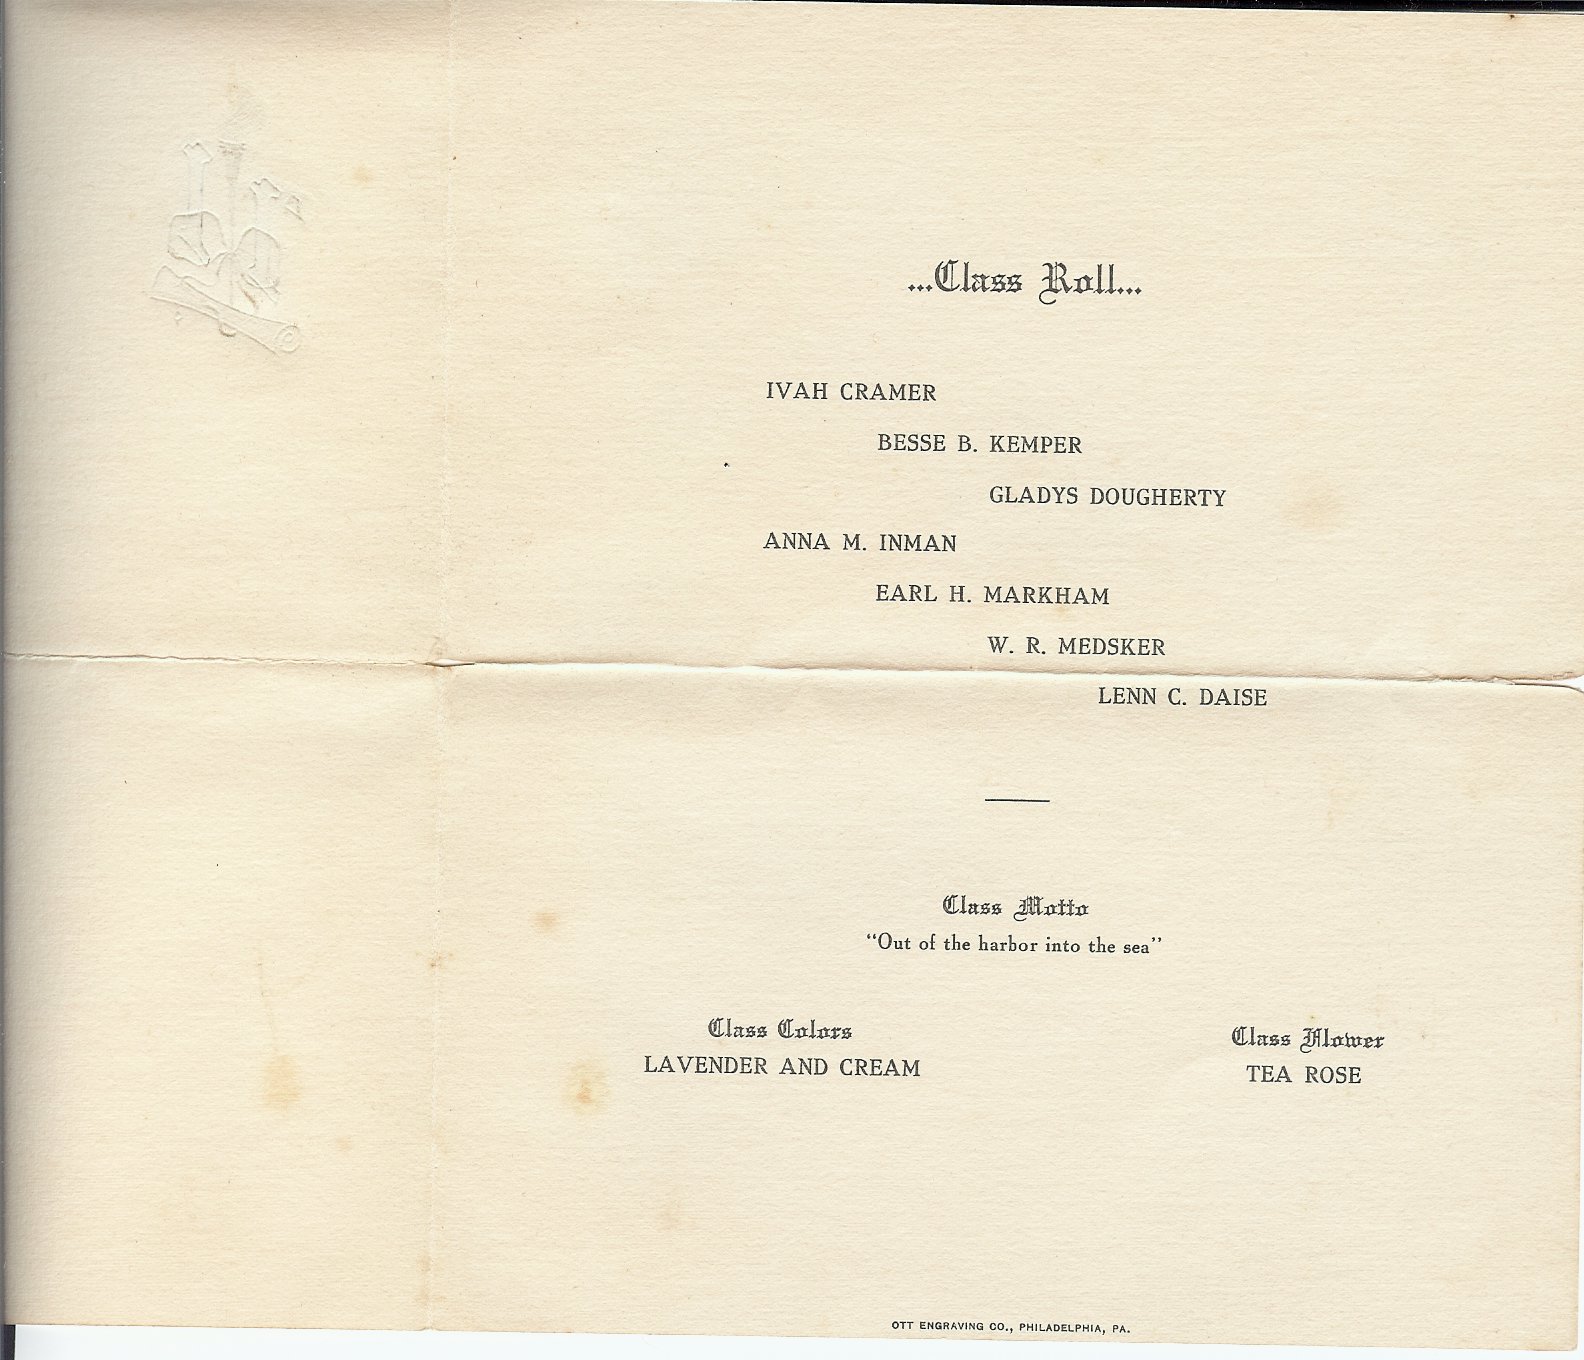 ...Class Roll...
IVAH CRAMER
BESSE B. KEMPER
GLADYS DOUGHERTY
ANNA M. INMAN
EARL H. MARKHAM
W. R. MEDSKER
LENN C. DAISE
Class Motto
"Out of the harbor into the sea"
Class Colors
LAVENDER AND CREAM
Class Flower
TEA ROSE
OTT ENGRAVING CO., PHILADELPHIA, PA.